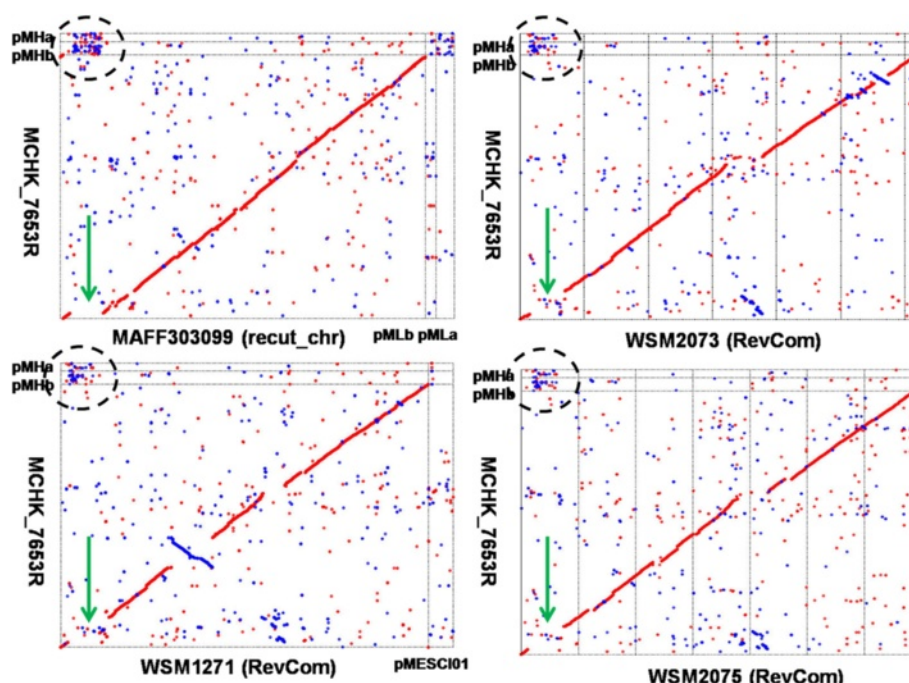 pMHa
pMHb
MCHK_7653R
MAFF303099 (recut_chr)
pMLb pMLa
pMHa
pMHb
MCHK_7653R
WSM2073 (RevCom)
pMHa
pMHb
MCHK_7653R
WSM1271 (RevCom)
pMESCI01
pMHa
pMHb
MCHK_7653R
WSM2075 (RevCom)